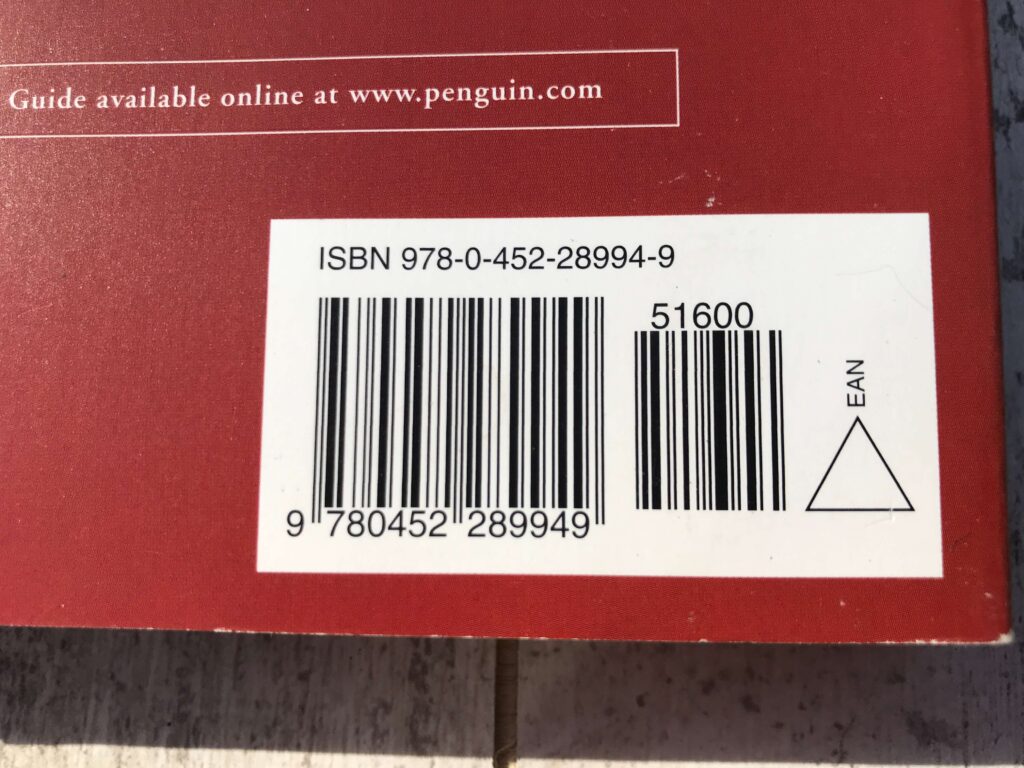 Guide available online at www.penguin.com
ISBN 978-0-452-28994-9
51600
EAN
9 780452 289949